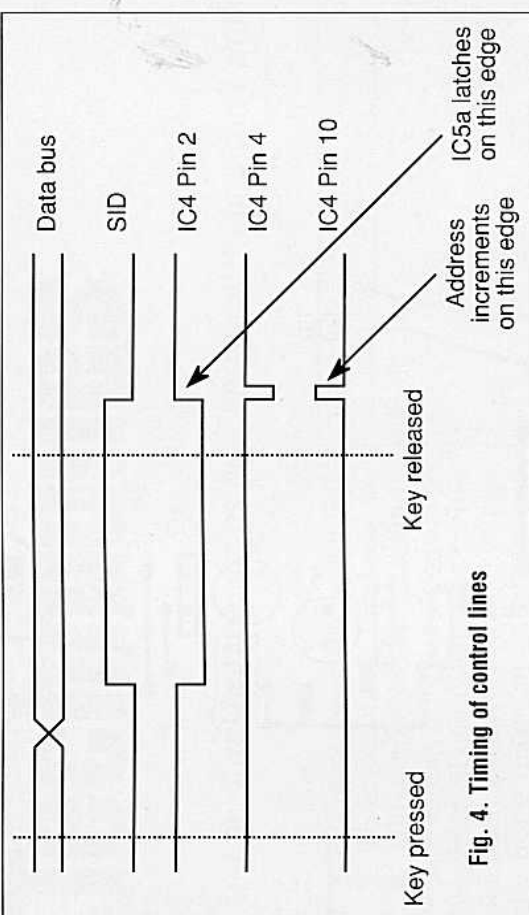 Data bus
SID
IC4 Pin 2
IC4 Pin 4
IC4 Pin 10
Key pressed
Key released
Address
increments
on this edge
IC5a latches
on this edge
Fig. 4. Timing of control lines